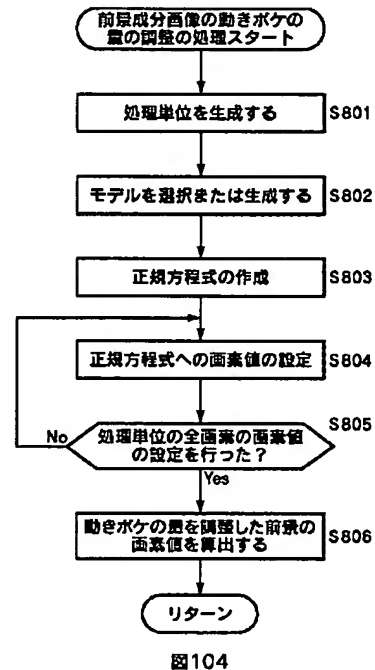 前景成分画像の動きボケの
量の調整の処理スタート
処理単位を生成する
S801
モデルを選択または生成する
S802
正規方程式の作成
S803
正規方程式への画素値の設定
S804
処理単位の全画素の画素値
の設定を行った？
S805
No
Yes
動きボケの量を調整した前景の
画素値を算出する
S806
リターン
図104